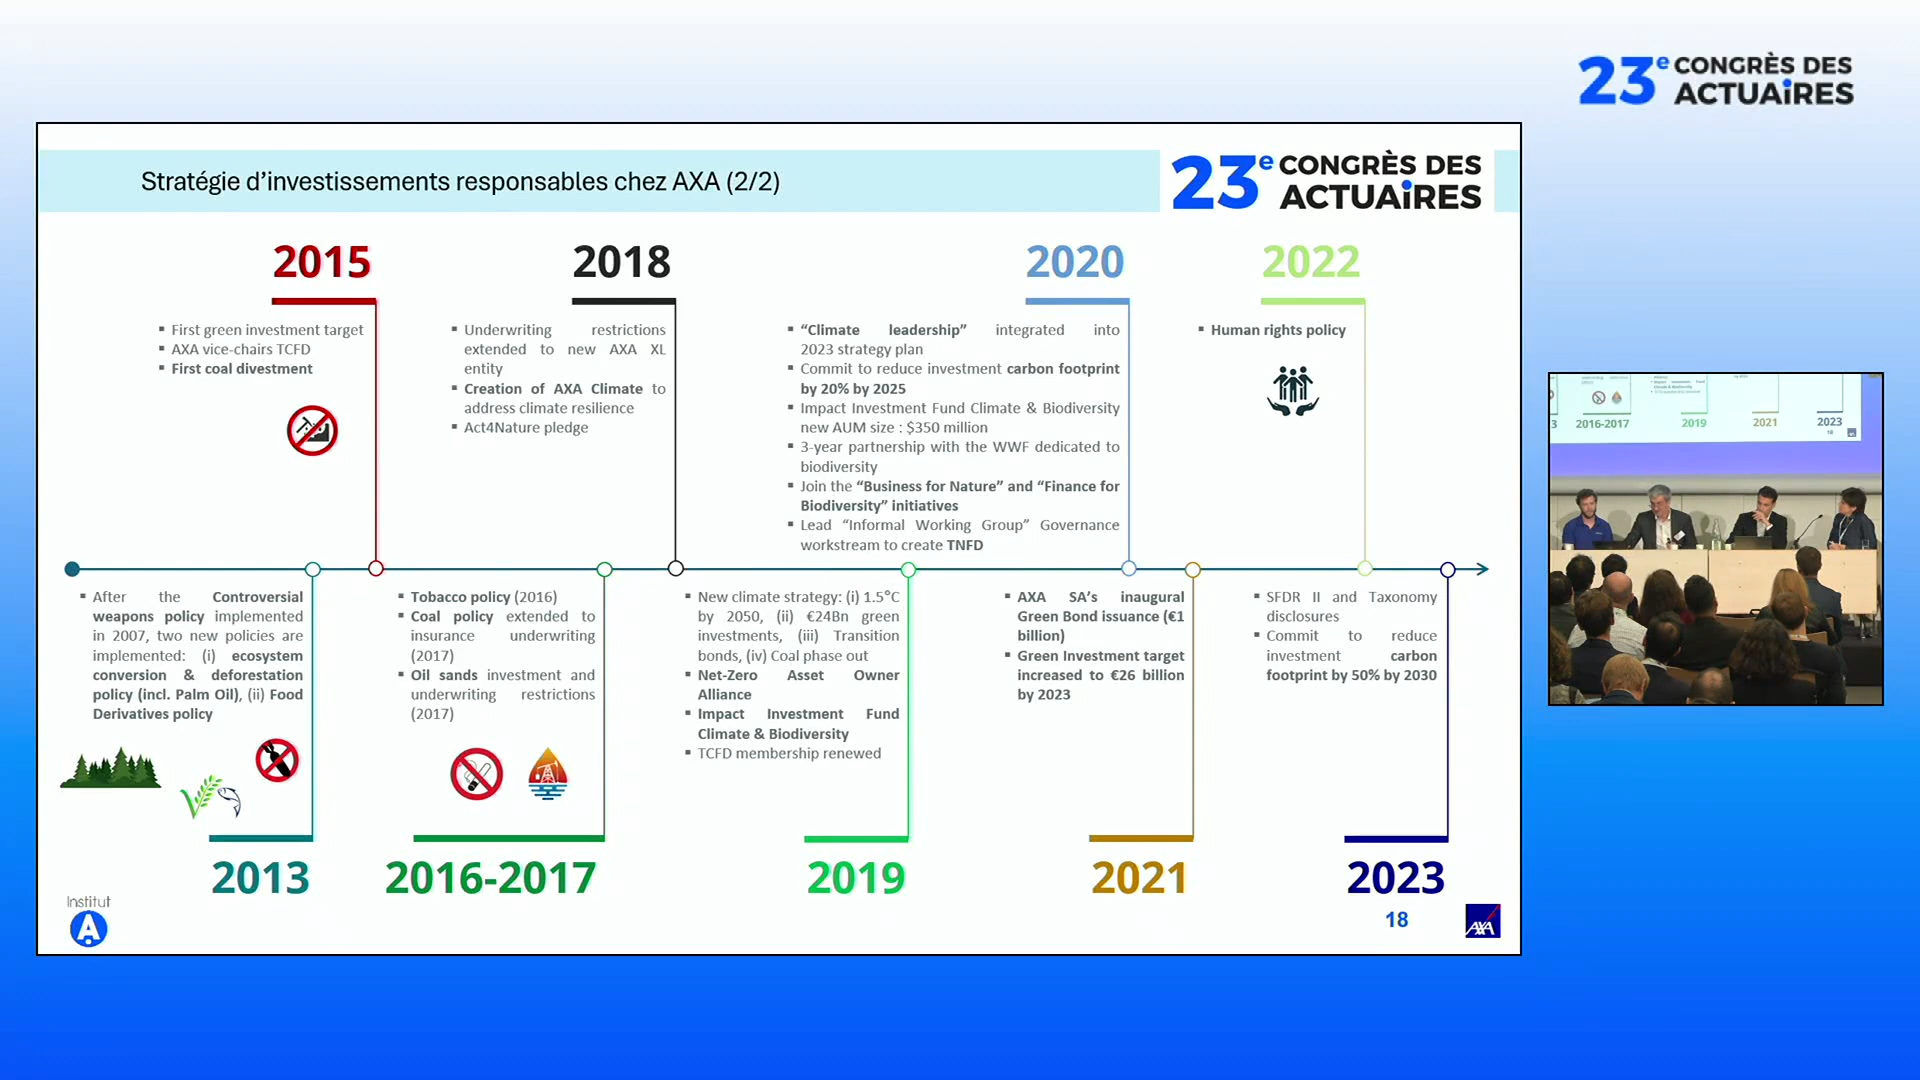 23e CONGRÈS DES
ACTUAiRES
Stratégie d’investissements responsables chez AXA (2/2)
23e CONGRÈS DES
ACTUAiRES
2015
▪ First green investment target
▪ AXA vice-chairs TCFD
▪ First coal divestment
2018
▪ Underwriting restrictions
extended to new AXA XL
entity
▪ Creation of AXA Climate to
address climate resilience
▪ Act4Nature pledge
2020
▪ “Climate leadership” integrated into
2023 strategy plan
▪ Commit to reduce investment carbon footprint
by 20% by 2025
▪ Impact Investment Fund Climate & Biodiversity
new AUM size : $350 million
▪ 3-year partnership with the WWF dedicated to
biodiversity
▪ Join the “Business for Nature” and “Finance for
Biodiversity” initiatives
▪ Lead “Informal Working Group” Governance
workstream to create TNFD
2022
▪ Human rights policy
▪ After the Controversial
weapons policy implemented
in 2007, two new policies are
implemented: (i) ecosystem
conversion & deforestation
policy (incl. Palm Oil), (ii) Food
Derivatives policy
2013
▪ Tobacco policy (2016)
▪ Coal policy extended to
insurance underwriting
(2017)
▪ Oil sands investment and
underwriting restrictions
(2017)
2016-2017
▪ New climate strategy: (i) 1.5°C
by 2050, (ii) €24Bn green
investments, (iii) Transition
bonds, (iv) Coal phase out
▪ Net-Zero Asset Owner
Alliance
▪ Impact Investment Fund
Climate & Biodiversity
▪ TCFD membership renewed
2019
▪ AXA SA’s inaugural
Green Bond issuance (€1
billion)
▪ Green Investment target
increased to €26 billion
by 2023
2021
▪ SFDR II and Taxonomy
disclosures
▪ Commit to reduce
investment carbon
footprint by 50% by 2030
2023
Institut
A
18
AXA
3 2016-2017 2019 2021 2023
18